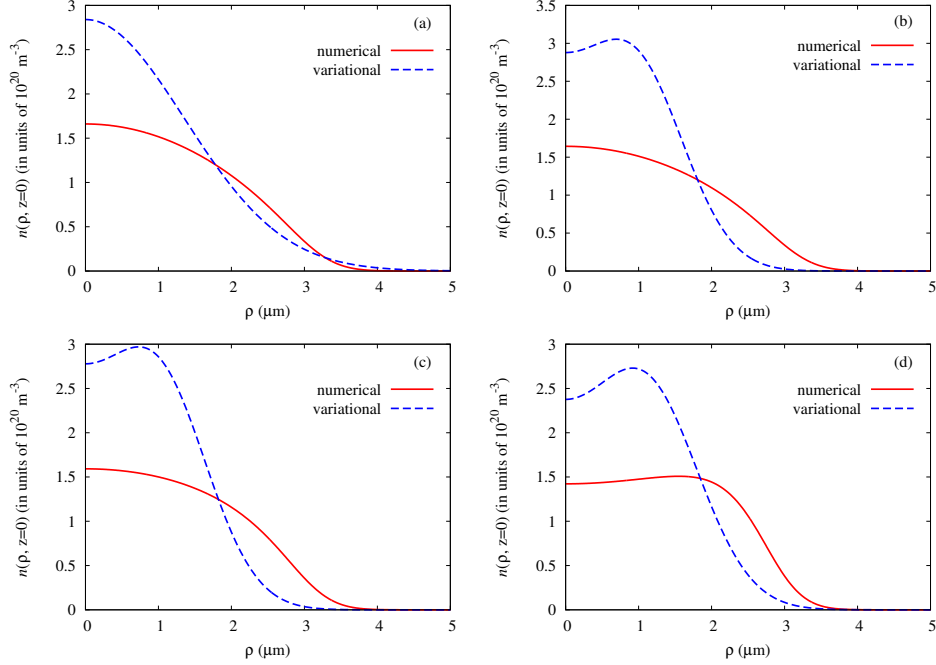 (a)
numerical
variational
n(ρ, z=0) (in units of 10^20 m^-3)
3
2.5
2
1.5
1
0.5
0
0 1 2 3 4 5
ρ (μm)
(b)
numerical
variational
n(ρ, z=0) (in units of 10^20 m^-3)
3.5
3
2.5
2
1.5
1
0.5
0
0 1 2 3 4 5
ρ (μm)
(c)
numerical
variational
n(ρ, z=0) (in units of 10^20 m^-3)
3
2.5
2
1.5
1
0.5
0
0 1 2 3 4 5
ρ (μm)
(d)
numerical
variational
n(ρ, z=0) (in units of 10^20 m^-3)
3
2.5
2
1.5
1
0.5
0
0 1 2 3 4 5
ρ (μm)